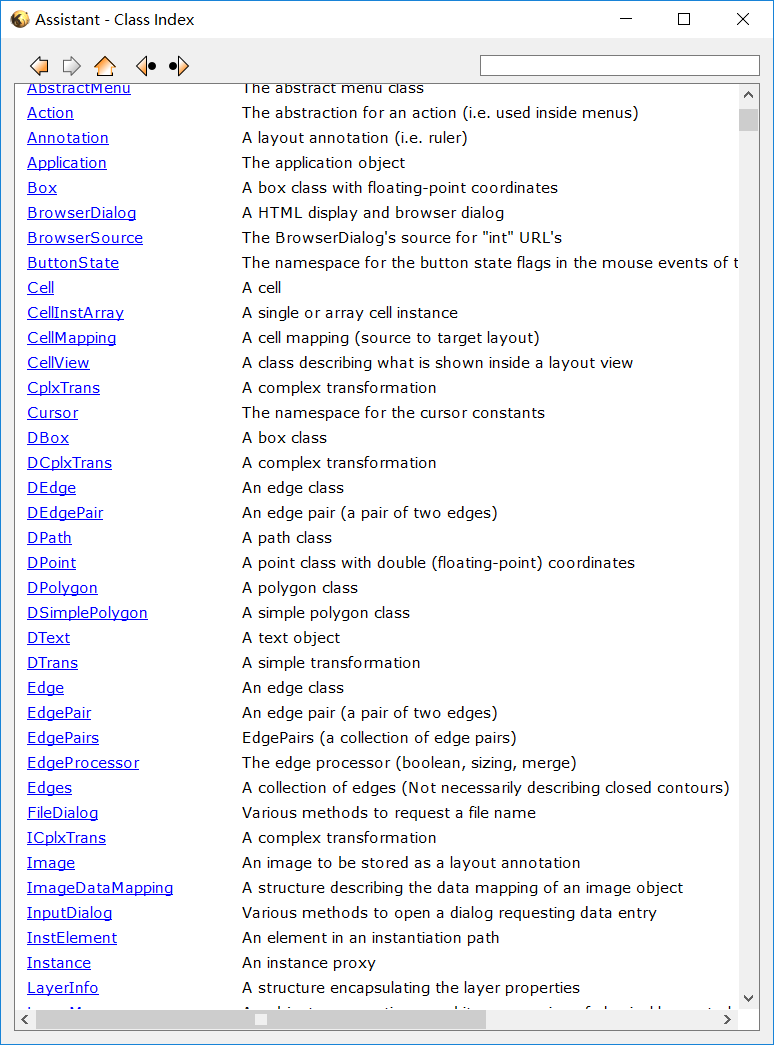 Assistant - Class Index
AbstractMenu The abstract menu class
Action The abstraction for an action (i.e. used inside menus)
Annotation A layout annotation (i.e. ruler)
Application The application object
Box A box class with floating-point coordinates
BrowserDialog A HTML display and browser dialog
BrowserSource The BrowserDialog's source for "int" URL's
ButtonState The namespace for the button state flags in the mouse events of t
Cell A cell
CellInstArray A single or array cell instance
CellMapping A cell mapping (source to target layout)
CellView A class describing what is shown inside a layout view
CplxTrans A complex transformation
Cursor The namespace for the cursor constants
DBox A box class
DCplxTrans A complex transformation
DEdge An edge class
DEdgePair An edge pair (a pair of two edges)
DPath A path class
DPoint A point class with double (floating-point) coordinates
DPolygon A polygon class
DSimplePolygon A simple polygon class
DText A text object
DTrans A simple transformation
Edge An edge class
EdgePair An edge pair (a pair of two edges)
EdgePairs EdgePairs (a collection of edge pairs)
EdgeProcessor The edge processor (boolean, sizing, merge)
Edges A collection of edges (Not necessarily describing closed contours)
FileDialog Various methods to request a file name
ICplxTrans A complex transformation
Image An image to be stored as a layout annotation
ImageDataMapping A structure describing the data mapping of an image object
InputDialog Various methods to open a dialog requesting data entry
InstElement An element in an instantiation path
Instance An instance proxy
LayerInfo A structure encapsulating the layer properties